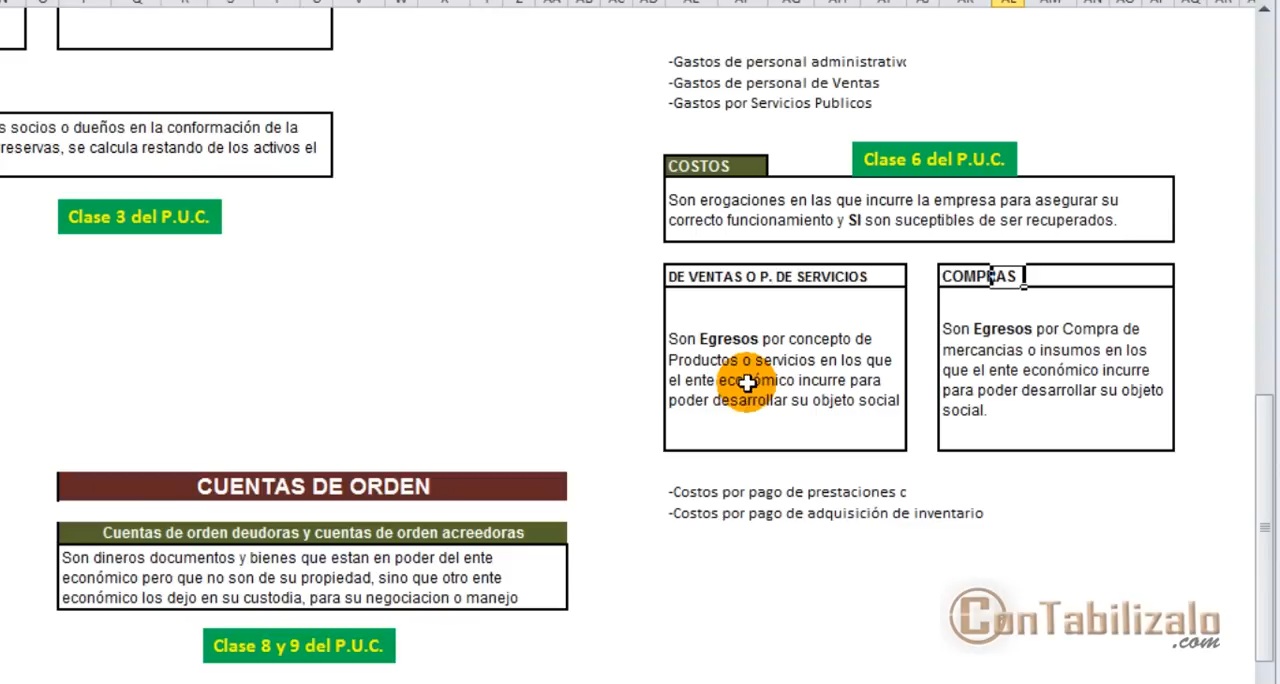 s socios o dueños en la conformación de la
reservas, se calcula restando de los activos el
Clase 3 del P.U.C.
-Gastos de personal administrativo
-Gastos de personal de Ventas
-Gastos por Servicios Publicos
COSTOS
Clase 6 del P.U.C.
Son erogaciones en las que incurre la empresa para asegurar su
correcto funcionamiento y SI son suceptibles de ser recuperados.
DE VENTAS O P. DE SERVICIOS
Son Egresos por concepto de
Productos o servicios en los que
el ente económico incurre para
poder desarrollar su objeto social
COMPRAS
Son Egresos por Compra de
mercancias o insumos en los
que el ente económico incurre
para poder desarrollar su objeto
social.
-Costos por pago de prestaciones c
-Costos por pago de adquisición de inventario
CUENTAS DE ORDEN
Cuentas de orden deudoras y cuentas de orden acreedoras
Son dineros documentos y bienes que estan en poder del ente
económico pero que no son de su propiedad, sino que otro ente
económico los dejo en su custodia, para su negociacion o manejo
Clase 8 y 9 del P.U.C.
ConTabilizalo
.com